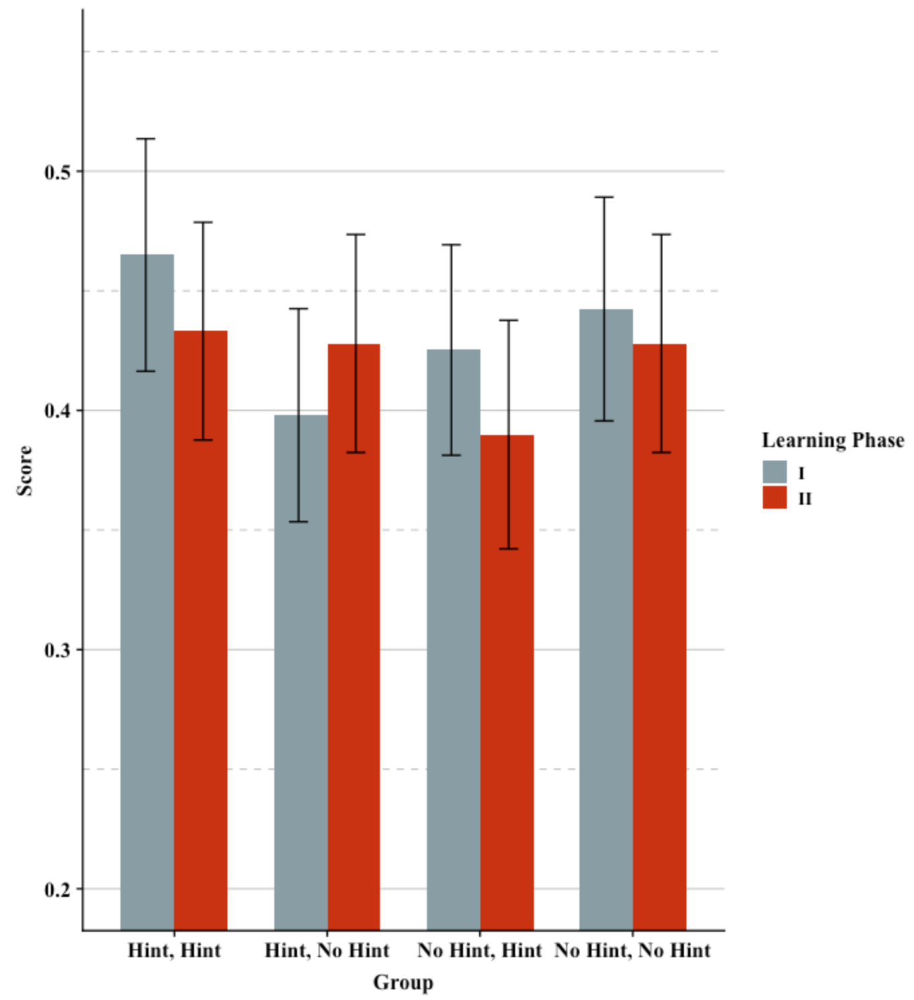 0.5
0.4
0.3
0.2
Score
Hint, Hint
Hint, No Hint
No Hint, Hint
No Hint, No Hint
Group
Learning Phase
I
II